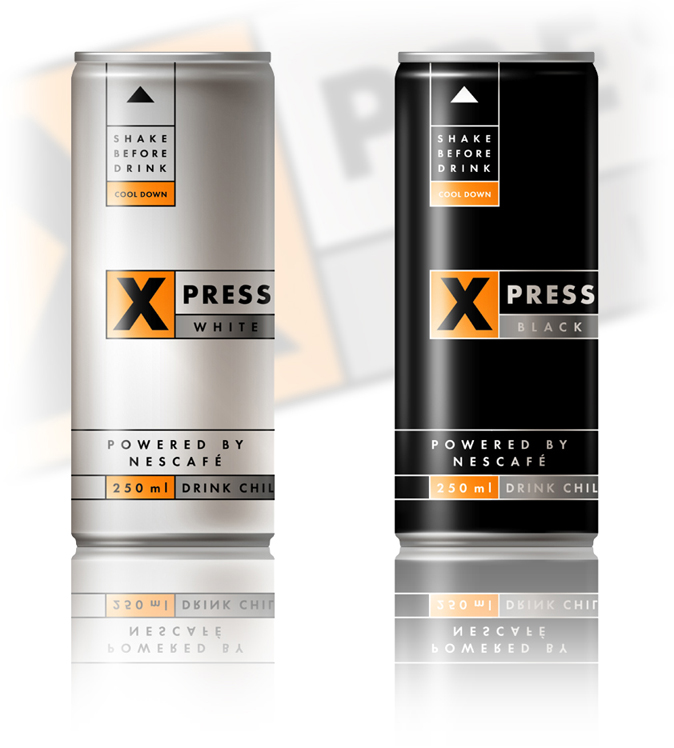 SHAKE
BEFORE
DRINK
COOL DOWN
X PRESS
WHITE
POWERED BY
NESCAFÉ
250 ml DRINK CHIL
SHAKE
BEFORE
DRINK
COOL DOWN
X PRESS
BLACK
POWERED BY
NESCAFÉ
250 ml DRINK CHIL